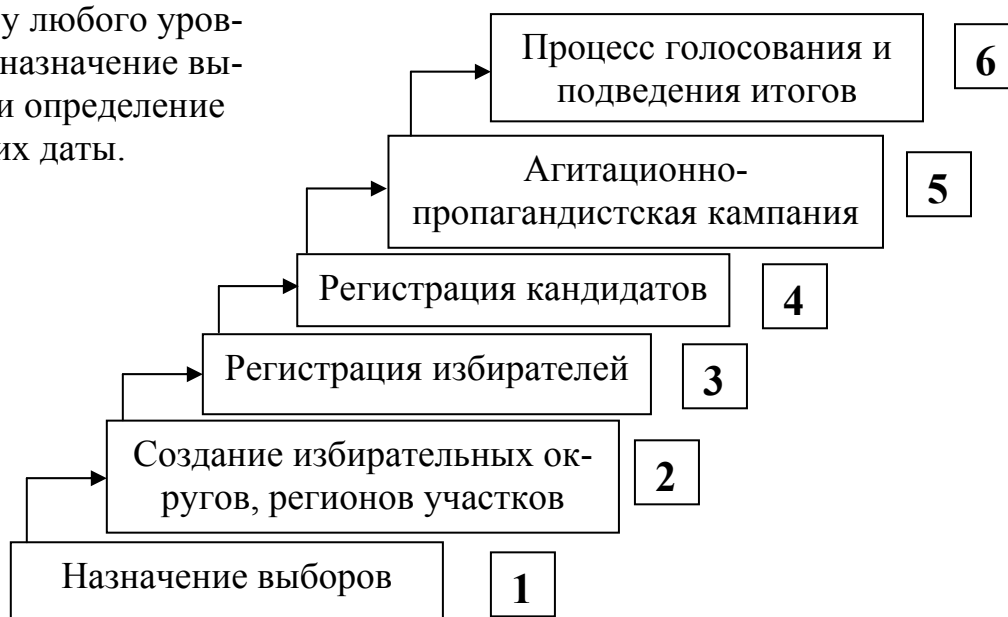 у любого уров-
назначение вы-
и определение
их даты.
Процесс голосования и
подведения итогов
6
Агитационно-
пропагандистская кампания
5
Регистрация кандидатов
4
Регистрация избирателей
3
Создание избирательных ок-
ругов, регионов участков
2
Назначение выборов
1